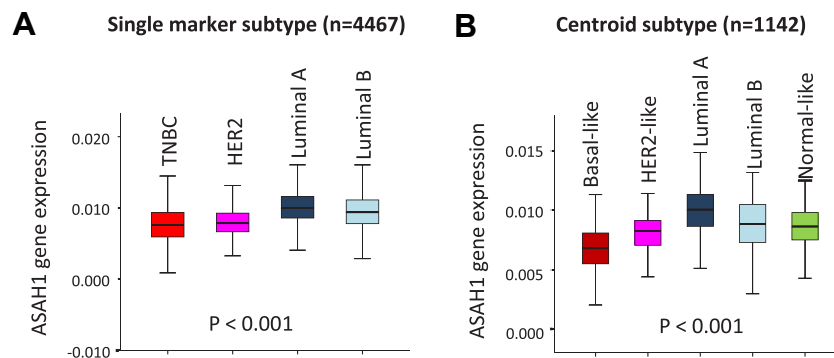 A
Single marker subtype (n=4467)
ASAH1 gene expression
0.020
0.010
0.000
-0.010
TNBC
HER2
Luminal A
Luminal B
P < 0.001
B
Centroid subtype (n=1142)
ASAH1 gene expression
0.015
0.010
0.005
0.000
Basal-like
HER2-like
Luminal A
Luminal B
Normal-like
P < 0.001